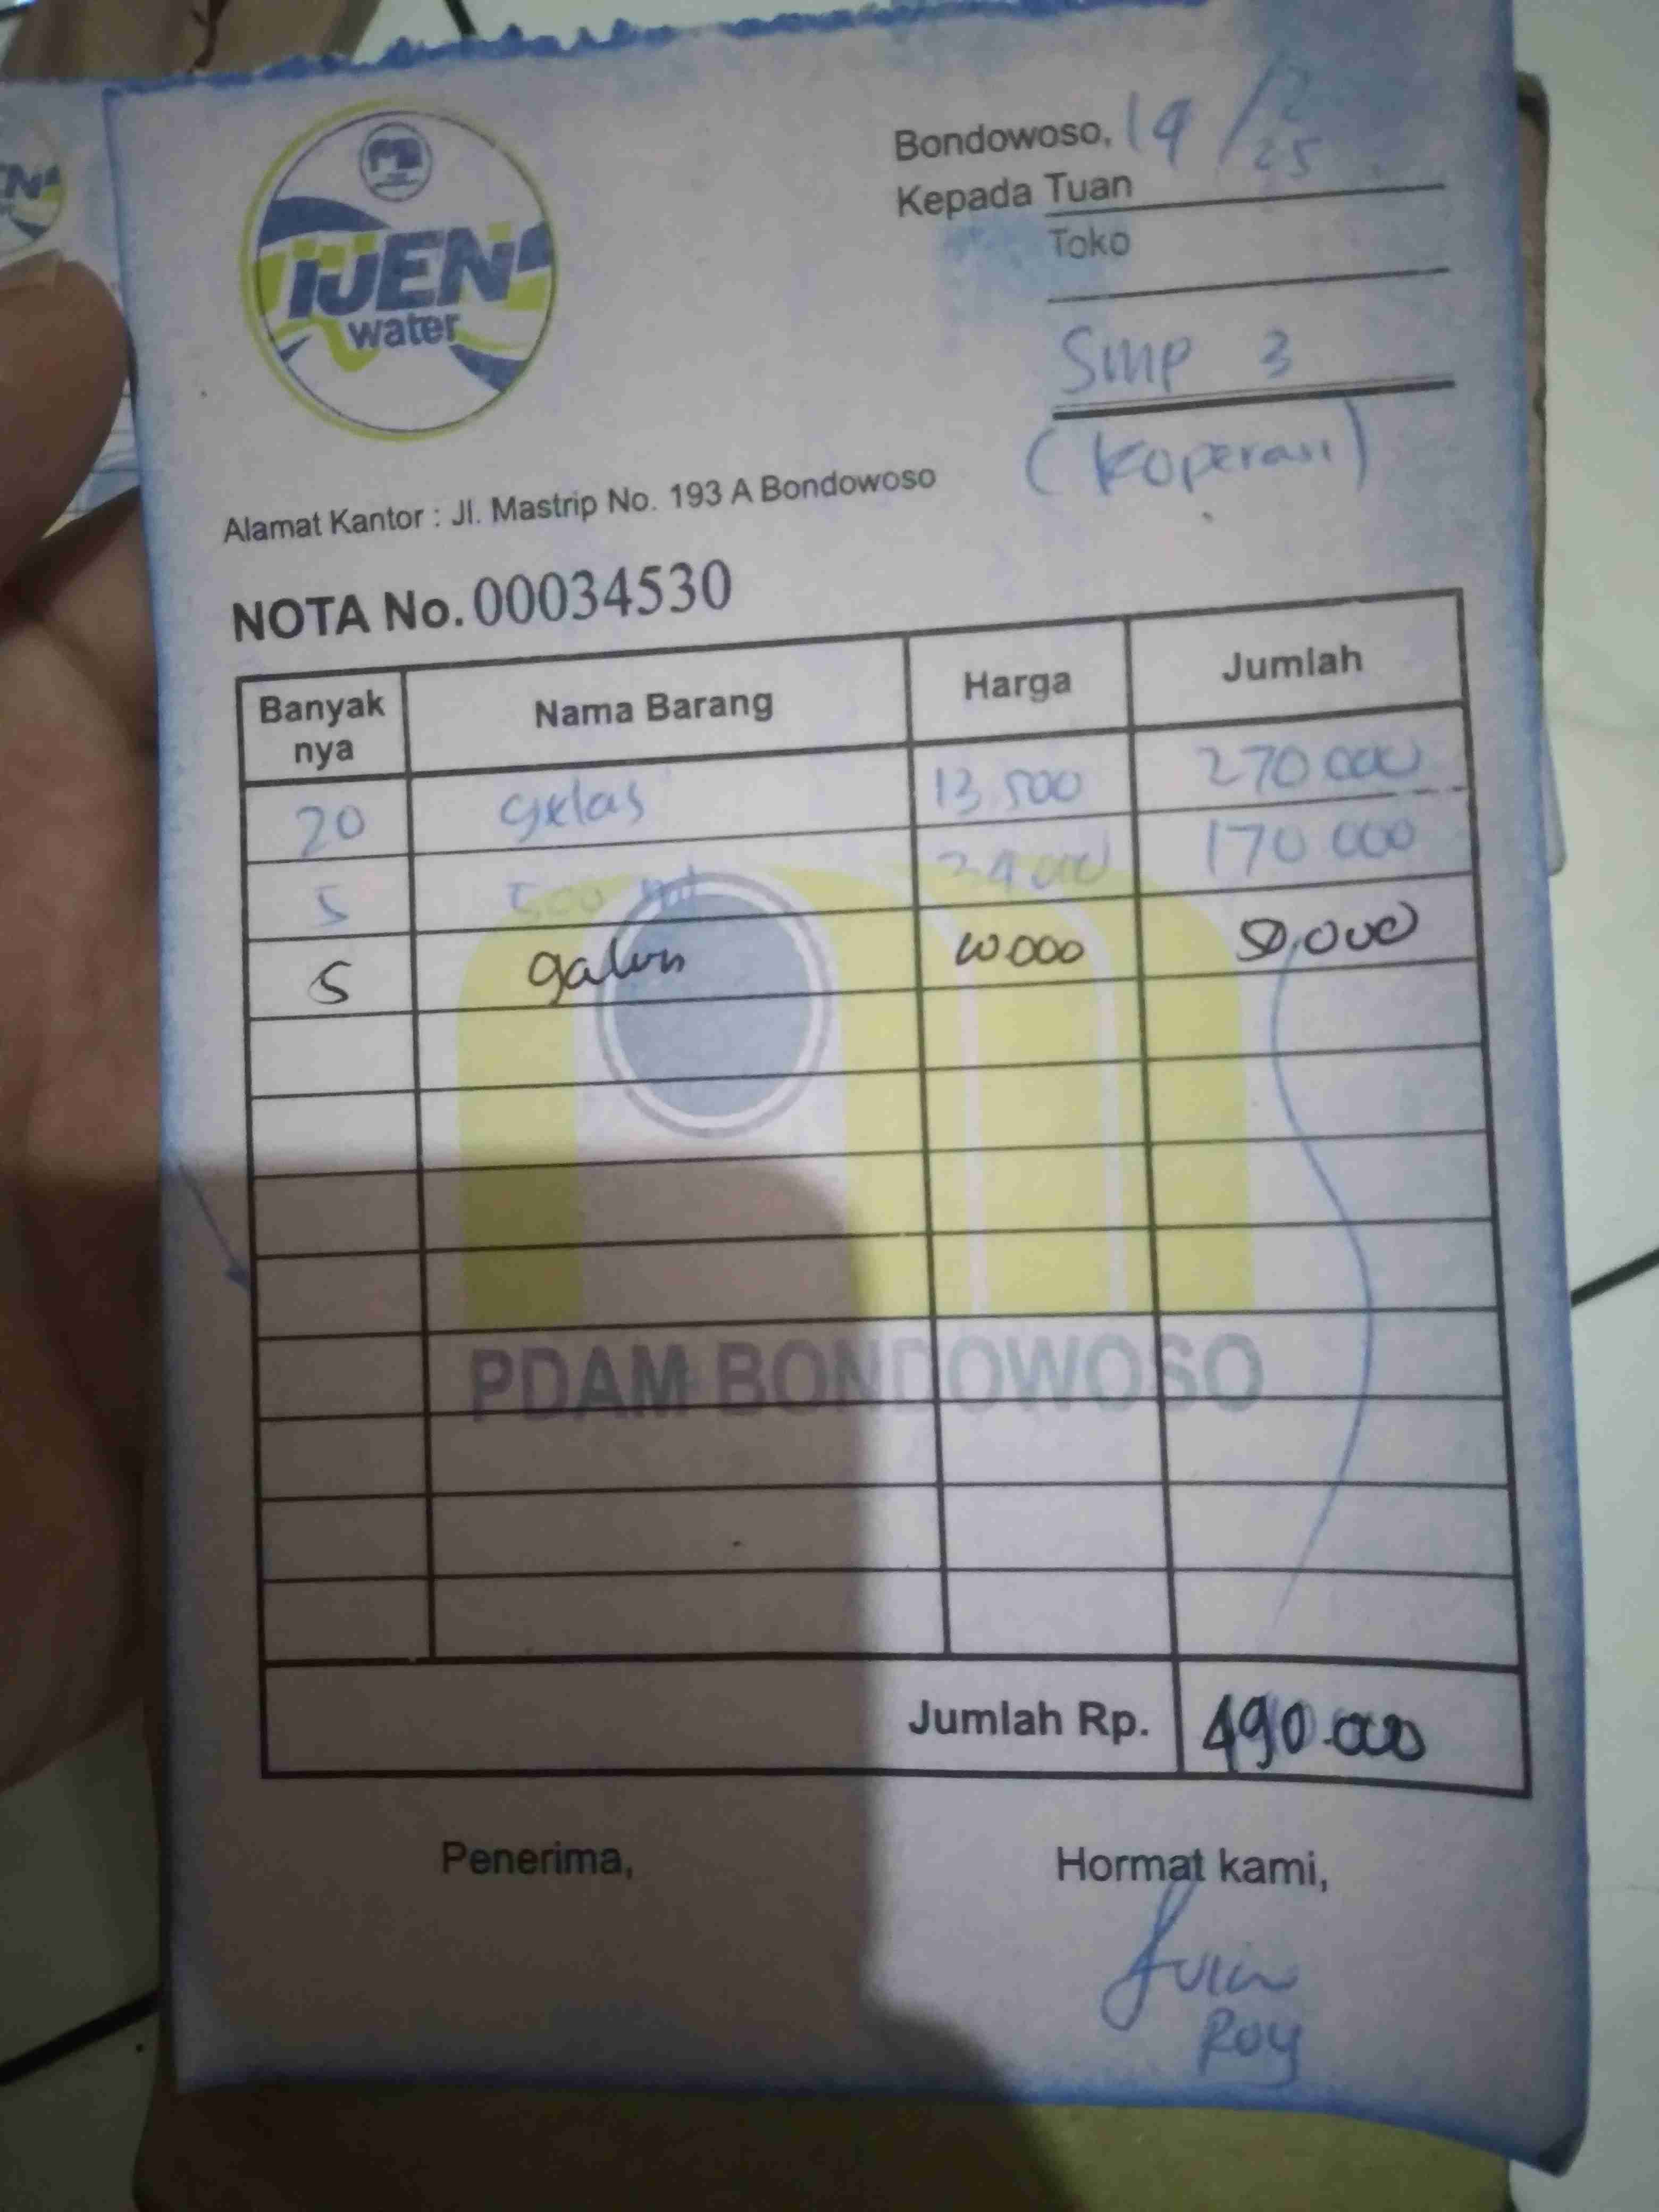 IJEN
water
Bondowoso, 19/2
25
Kepada Tuan
Toko
SMP 3
(Koperasi)
Alamat Kantor : Jl. Mastrip No. 193 A Bondowoso
NOTA No. 00034530
Banyak nya Nama Barang Harga Jumlah
20 gelas 13 500 270 000
5 500 ml 34 000 170 000
5 galon 10.000 50,000
PDAM BONDOWOSO
Jumlah Rp. 490.000
Penerima, Hormat kami,
Roy